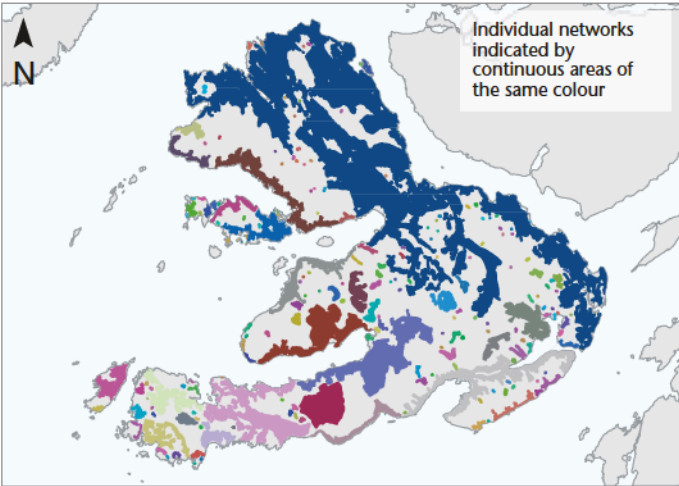 N
Individual networks
indicated by
continuous areas of
the same colour